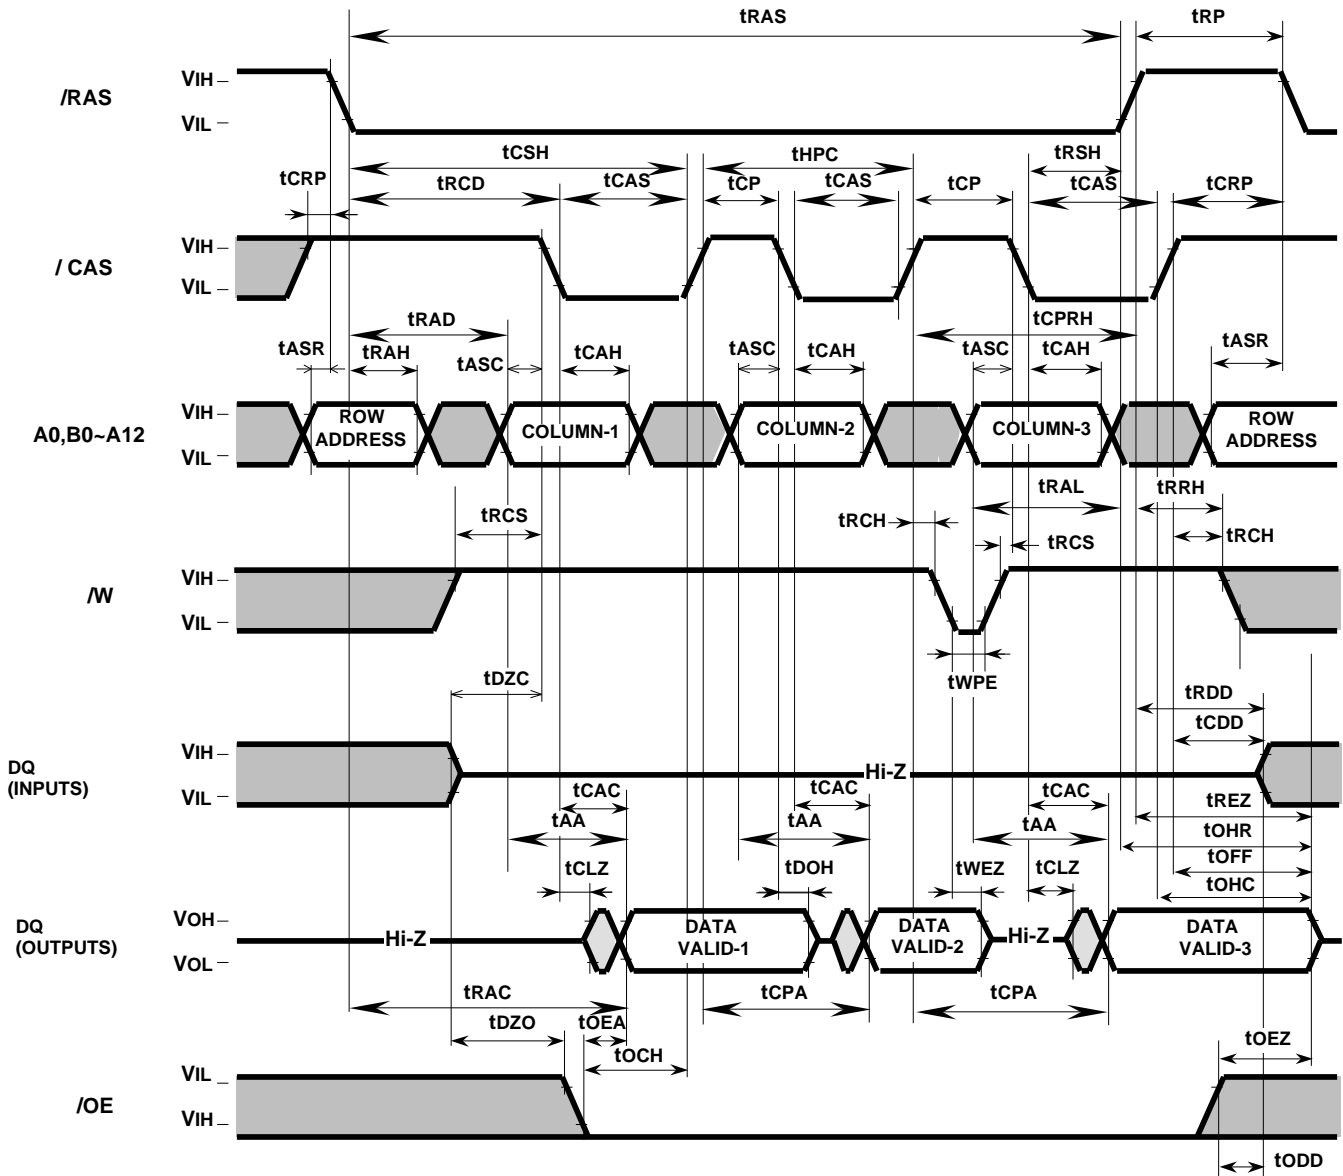 tRAS
tRP
/RAS
VIH
VIL
tCSH
tHPC
tRSH
tCRP
tRCD
tCAS
tCP
tCAS
tCP
tCAS
tCRP
/ CAS
VIH
VIL
tRAD
tCPRH
tASR
tRAH
tASC
tCAH
tASC
tCAH
tASC
tCAH
tASR
A0,B0~A12
VIH
VIL
ROW
ADDRESS
COLUMN-1
COLUMN-2
COLUMN-3
ROW
ADDRESS
tRAL
tRRH
tRCS
tRCH
tRCS
tRCH
/W
VIH
VIL
tDZC
tWPE
tRDD
tCDD
DQ
(INPUTS)
VIH
VIL
Hi-Z
tCAC
tCAC
tCAC
tREZ
tAA
tAA
tAA
tOHR
tCLZ
tDOH
tWEZ
tCLZ
tOFF
tOHC
DQ
(OUTPUTS)
VOH
VOL
Hi-Z
DATA
VALID-1
DATA
VALID-2
Hi-Z
DATA
VALID-3
tRAC
tCPA
tCPA
tDZO
tOEA
tOCH
tOEZ
/OE
VIL
VIH
tODD